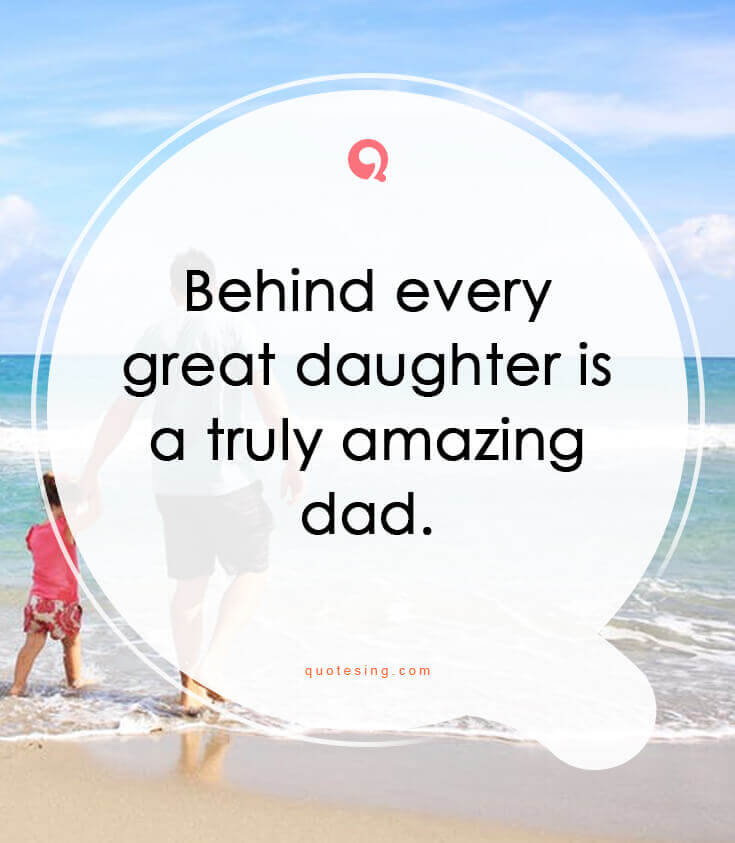 Behind every
great daughter is
a truly amazing
dad.
quotesing.com